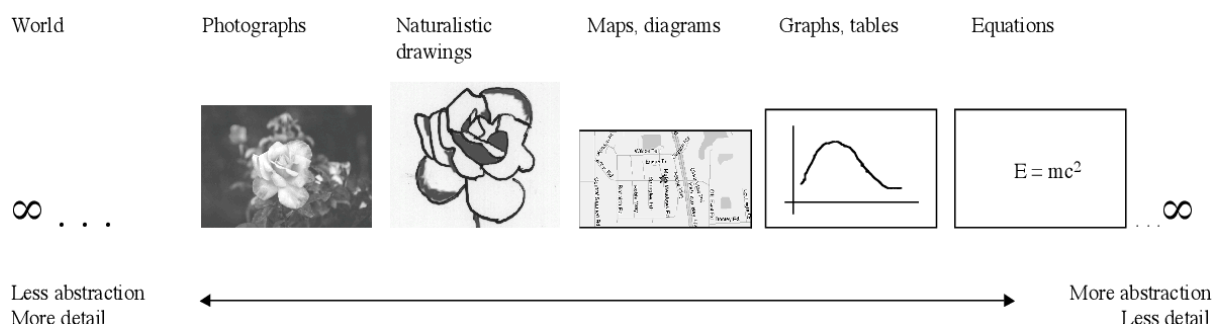 World
Photographs
Naturalistic
drawings
Maps, diagrams
Graphs, tables
Equations
E = mc²
∞ . . .
. . . ∞
Less abstraction
More detail
More abstraction
Less detail